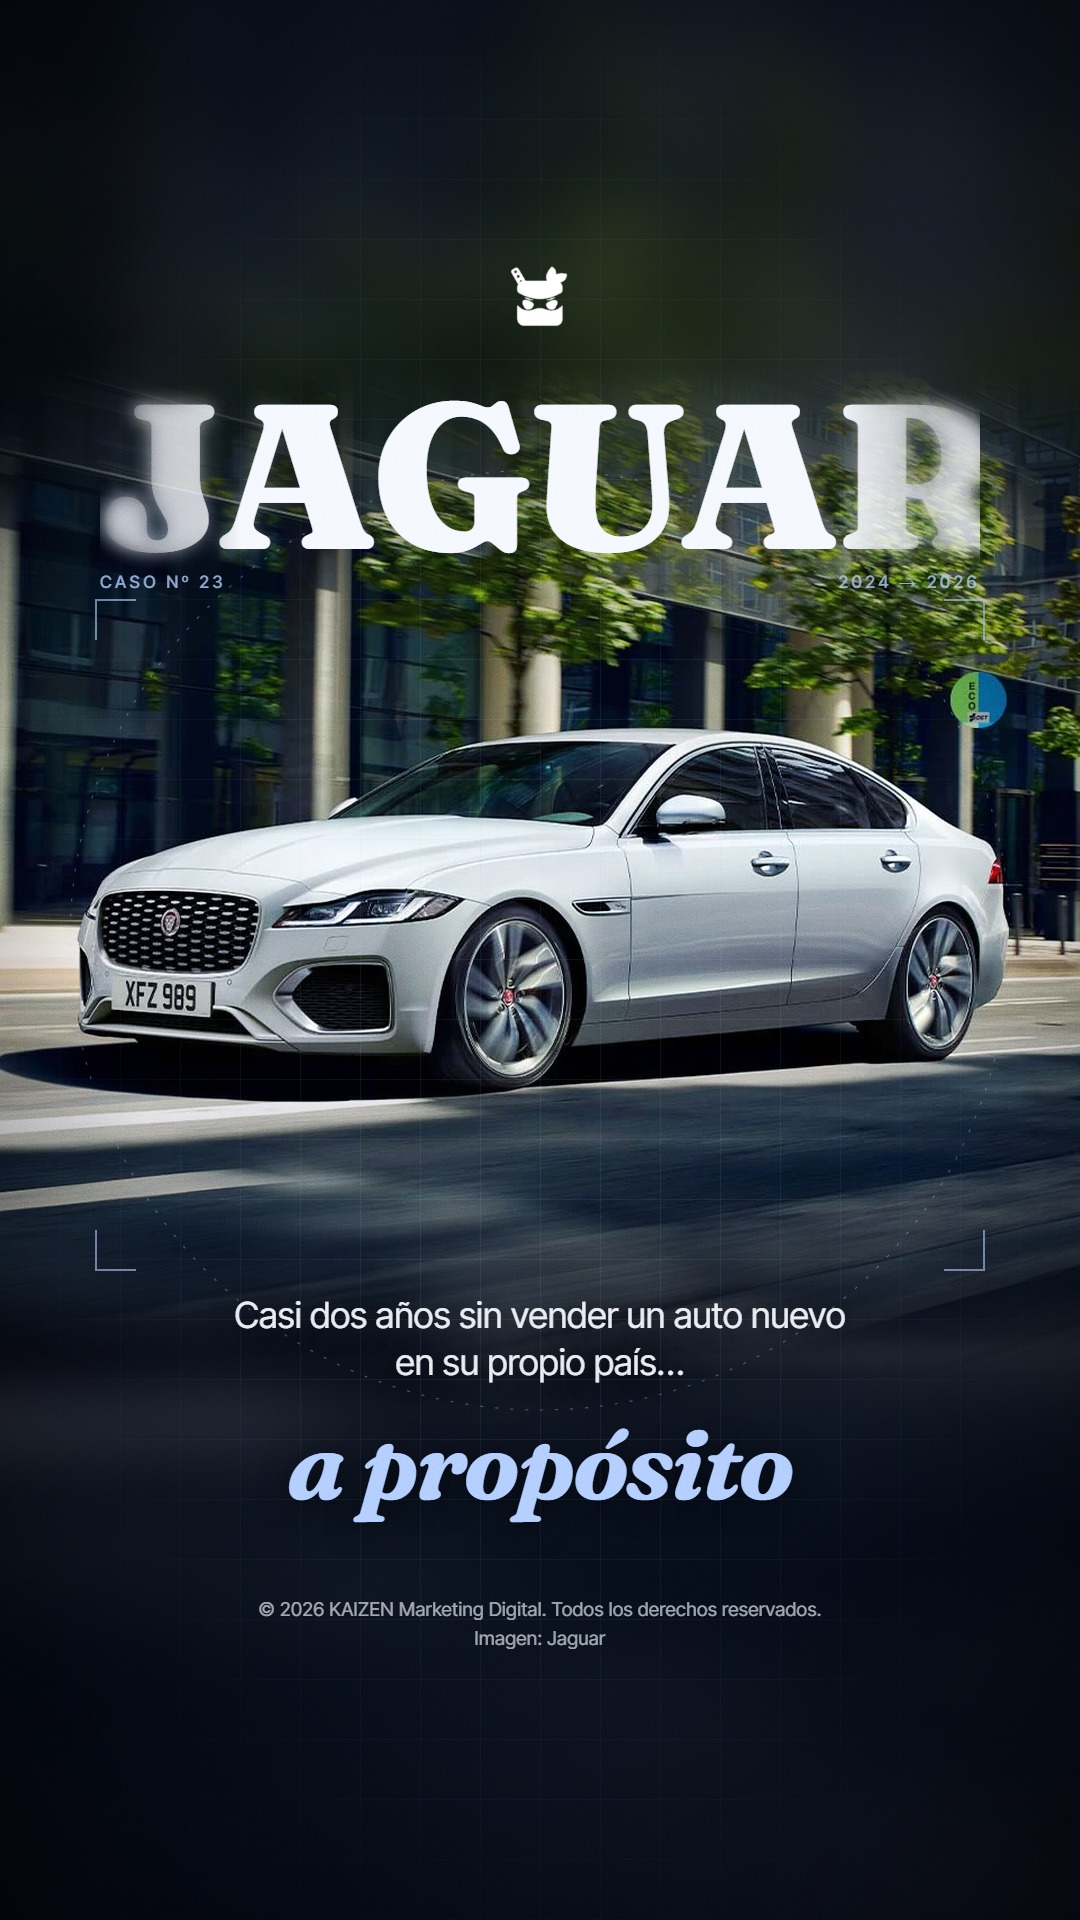 JAGUAR
CASO Nº 23
2024 → 2026
ECO
XFZ 989
Casi dos años sin vender un auto nuevo
en su propio país...
a propósito
© 2026 KAIZEN Marketing Digital. Todos los derechos reservados.
Imagen: Jaguar